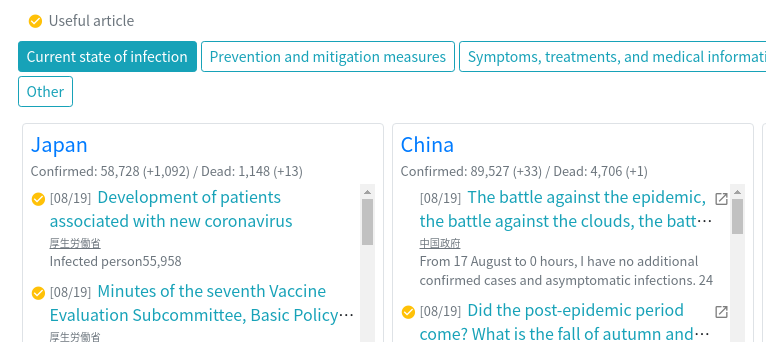 Useful article
Current state of infection
Prevention and mitigation measures
Symptoms, treatments, and medical informati
Other
Japan
Confirmed: 58,728 (+1,092) / Dead: 1,148 (+13)
[08/19] Development of patients
associated with new coronavirus
厚生労働省
Infected person55,958
[08/19] Minutes of the seventh Vaccine
Evaluation Subcommittee, Basic Policy…
厚生労働省
China
Confirmed: 89,527 (+33) / Dead: 4,706 (+1)
[08/19] The battle against the epidemic,
the battle against the clouds, the batt…
中国政府
From 17 August to 0 hours, I have no additional
confirmed cases and asymptomatic infections. 24
[08/19] Did the post-epidemic period
come? What is the fall of autumn and…